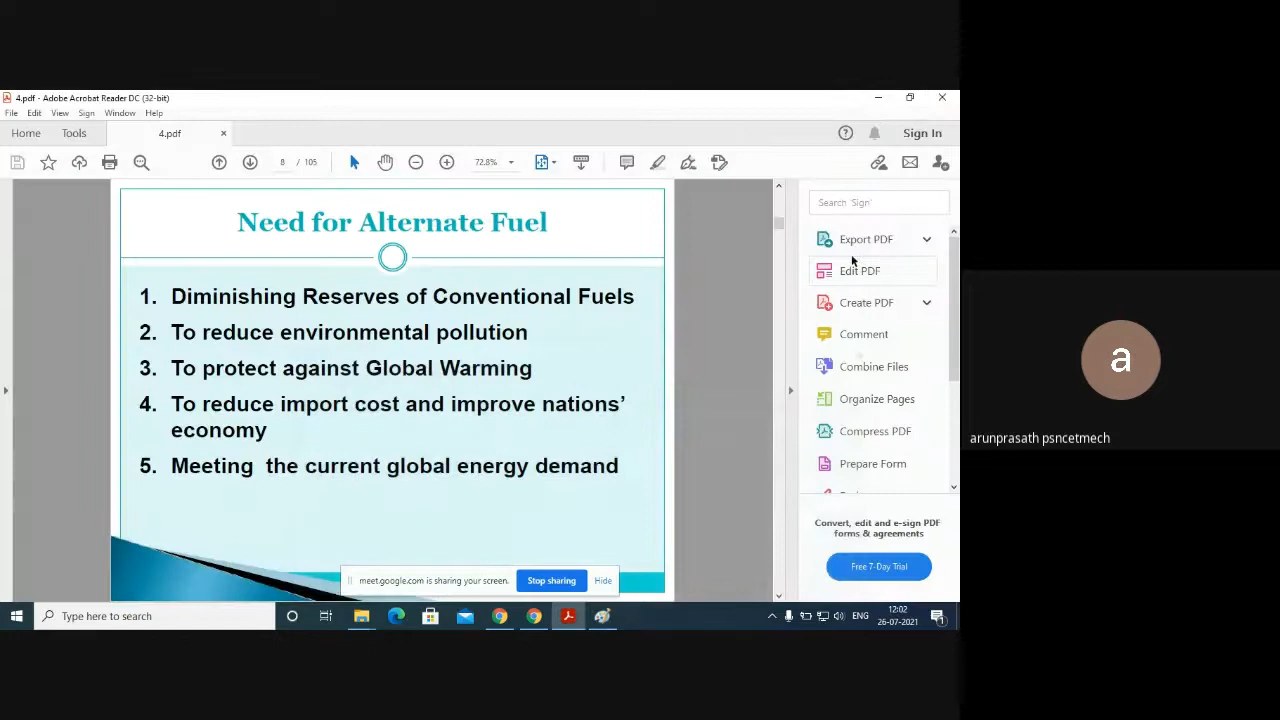 4.pdf - Adobe Acrobat Reader DC (32-bit)
File Edit View Sign Window Help
Home Tools 4.pdf × Sign In
8 / 105 72.8%
Need for Alternate Fuel
1. Diminishing Reserves of Conventional Fuels
2. To reduce environmental pollution
3. To protect against Global Warming
4. To reduce import cost and improve nations’
economy
5. Meeting the current global energy demand
Search 'Sign'
Export PDF
Edit PDF
Create PDF
Comment
Combine Files
Organize Pages
Compress PDF
Prepare Form
Convert, edit and e-sign PDF
forms & agreements
Free 7-Day Trial
meet.google.com is sharing your screen. Stop sharing Hide
Type here to search
ENG
12:02
26-07-2021
1
a
arunprasath psncetmech